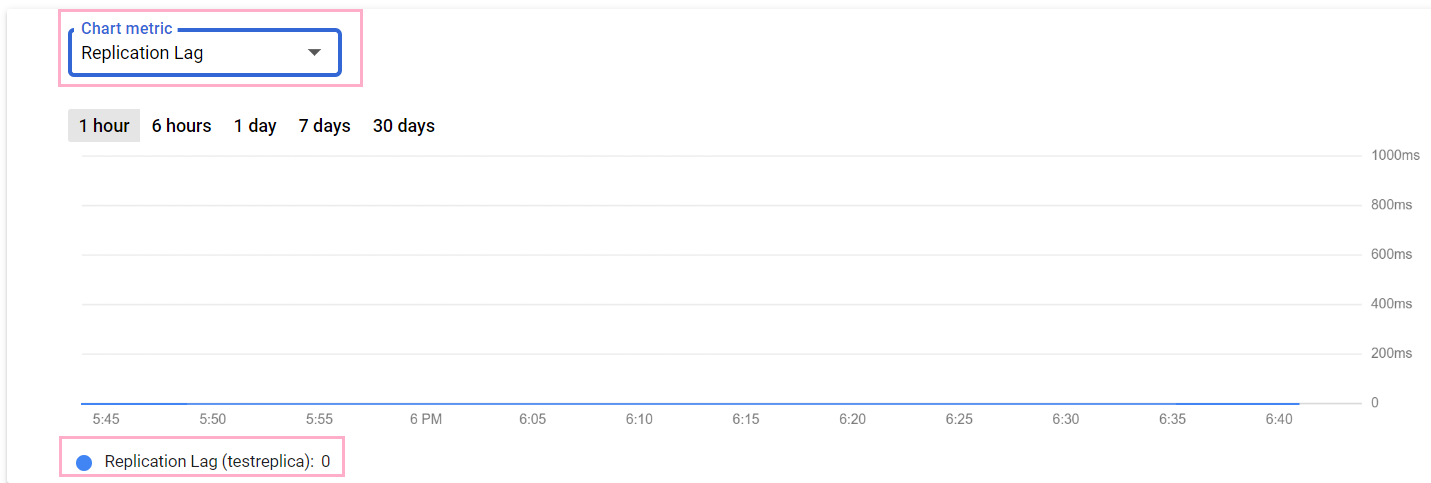 Chart metric
Replication Lag
1 hour 6 hours 1 day 7 days 30 days
1000ms
800ms
600ms
400ms
200ms
0
5:45 5:50 5:55 6 PM 6:05 6:10 6:15 6:20 6:25 6:30 6:35 6:40
Replication Lag (testreplica): 0